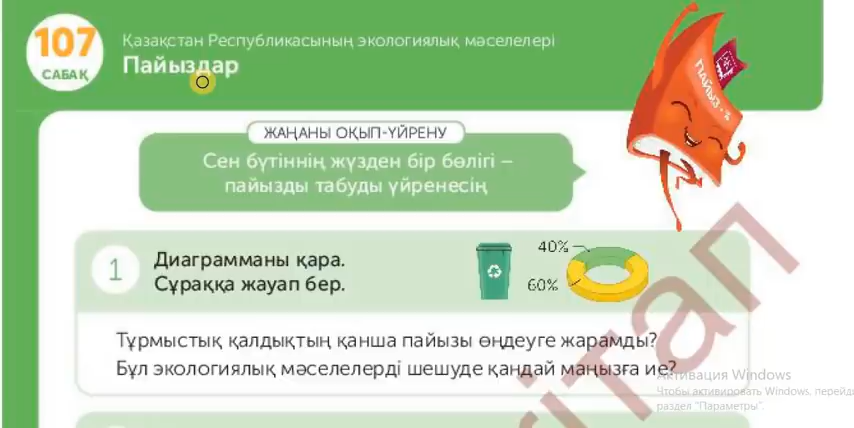 107
САБАҚ
Қазақстан Республикасының экологиялық мәселелері
Пайыздар
ПАЙЫЗ - %
ЖАҢАНЫ ОҚЫП-ҮЙРЕНУ
Сен бүтіннің жүзден бір бөлігі –
пайызды табуды үйренесің
1
Диаграмманы қара.
Сұраққа жауап бер.
40%
60%
Тұрмыстық қалдықтың қанша пайызы өңдеуге жарамды?
Бұл экологиялық мәселелерді шешуде қандай маңызға ие?
Активация Windows
Чтобы активировать Windows, перейди
раздел "Параметры".